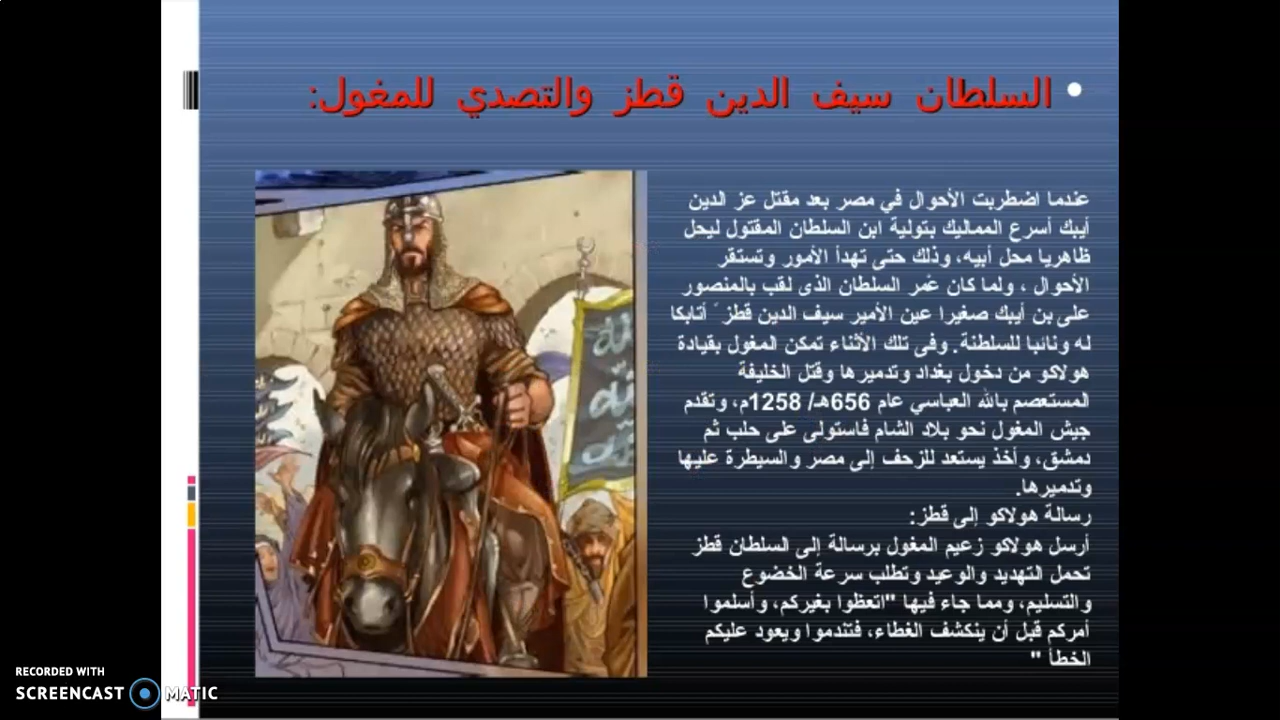 • السلطان سيف الدين قطز والتصدي للمغول:
عندما اضطربت الأحوال في مصر بعد مقتل عز الدين
أيبك أسرع المماليك بتولية ابن السلطان المقتول ليحل
ظاهريا محل أبيه، وذلك حتى تهدأ الأمور وتستقر
الأحوال ، ولما كان عمر السلطان الذى لقب بالمنصور
على بن أيبك صغيرا عين الأمير سيف الدين قطز ً أتابكا
له ونائبا للسلطنة. وفى تلك الأثناء تمكن المغول بقيادة
هولاكو من دخول بغداد وتدميرها وقتل الخليفة
المستعصم بالله العباسي عام 656هـ/ 1258م، وتقدم
جيش المغول نحو بلاد الشام فاستولى على حلب ثم
دمشق، وأخذ يستعد للزحف إلى مصر والسيطرة عليها
وتدميرها.
رسالة هولاكو إلى قطز:
أرسل هولاكو زعيم المغول برسالة إلى السلطان قطز
تحمل التهديد والوعيد وتطلب سرعة الخضوع
والتسليم، ومما جاء فيها "اتعظوا بغيركم، وأسلموا
أمركم قبل أن ينكشف الغطاء، فتندموا ويعود عليكم
الخطأ "
RECORDED WITH
SCREENCAST MATIC